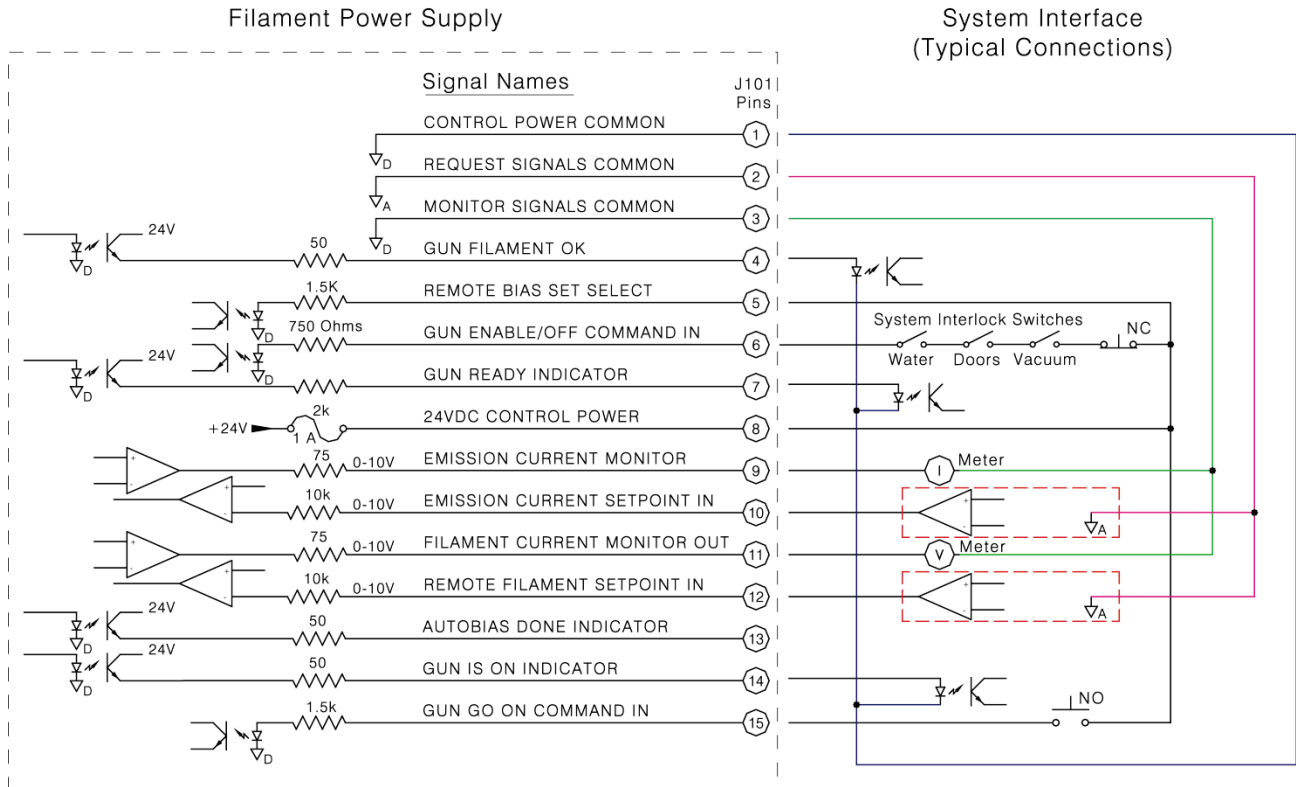 Filament Power Supply
System Interface
(Typical Connections)
Signal Names
J101
Pins
CONTROL POWER COMMON
1
D
REQUEST SIGNALS COMMON
2
A
MONITOR SIGNALS COMMON
3
D
24V
D
50
GUN FILAMENT OK
4
1.5K
REMOTE BIAS SET SELECT
5
D
750 Ohms
GUN ENABLE/OFF COMMAND IN
6
System Interlock Switches
NC
Water
Doors
Vacuum
24V
D
D
GUN READY INDICATOR
7
2k
24VDC CONTROL POWER
8
+24V
1 A
75
0-10V
EMISSION CURRENT MONITOR
9
I
Meter
+
-
10k
0-10V
EMISSION CURRENT SETPOINT IN
10
+
-
+
-
A
75
0-10V
FILAMENT CURRENT MONITOR OUT
11
V
Meter
+
-
10k
0-10V
REMOTE FILAMENT SETPOINT IN
12
+
-
+
-
A
24V
D
50
AUTOBIAS DONE INDICATOR
13
24V
D
50
GUN IS ON INDICATOR
14
1.5k
GUN GO ON COMMAND IN
15
NO
D